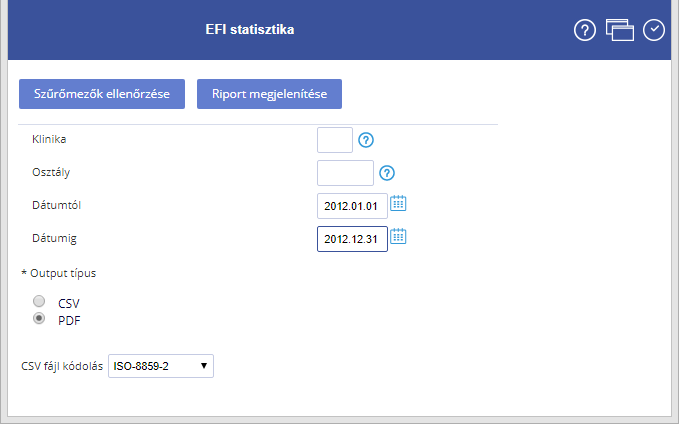 EFI statisztika
Szűrőmezők ellenőrzése Riport megjelenítése
Klinika
Osztály
Dátumtól 2012.01.01
Dátumig 2012.12.31
* Output típus
CSV
PDF
CSV fájl kódolás ISO-8859-2